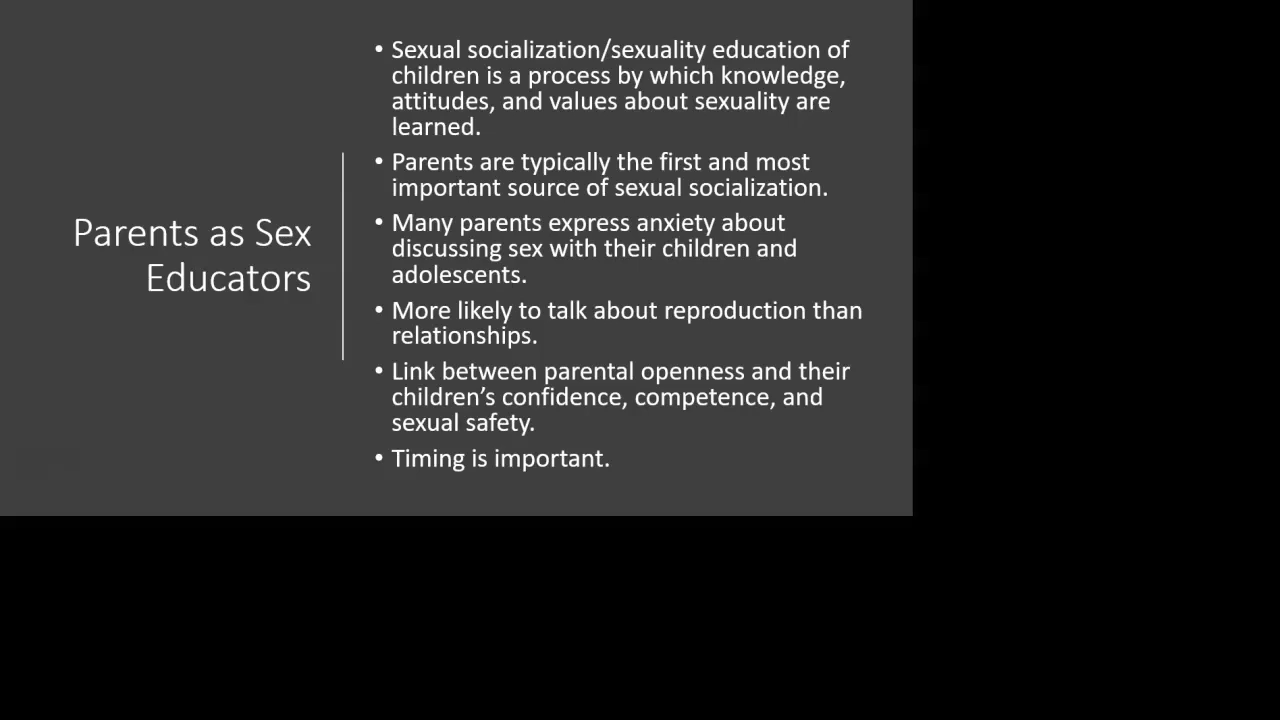 Parents as Sex
Educators
• Sexual socialization/sexuality education of
children is a process by which knowledge,
attitudes, and values about sexuality are
learned.
• Parents are typically the first and most
important source of sexual socialization.
• Many parents express anxiety about
discussing sex with their children and
adolescents.
• More likely to talk about reproduction than
relationships.
• Link between parental openness and their
children’s confidence, competence, and
sexual safety.
• Timing is important.